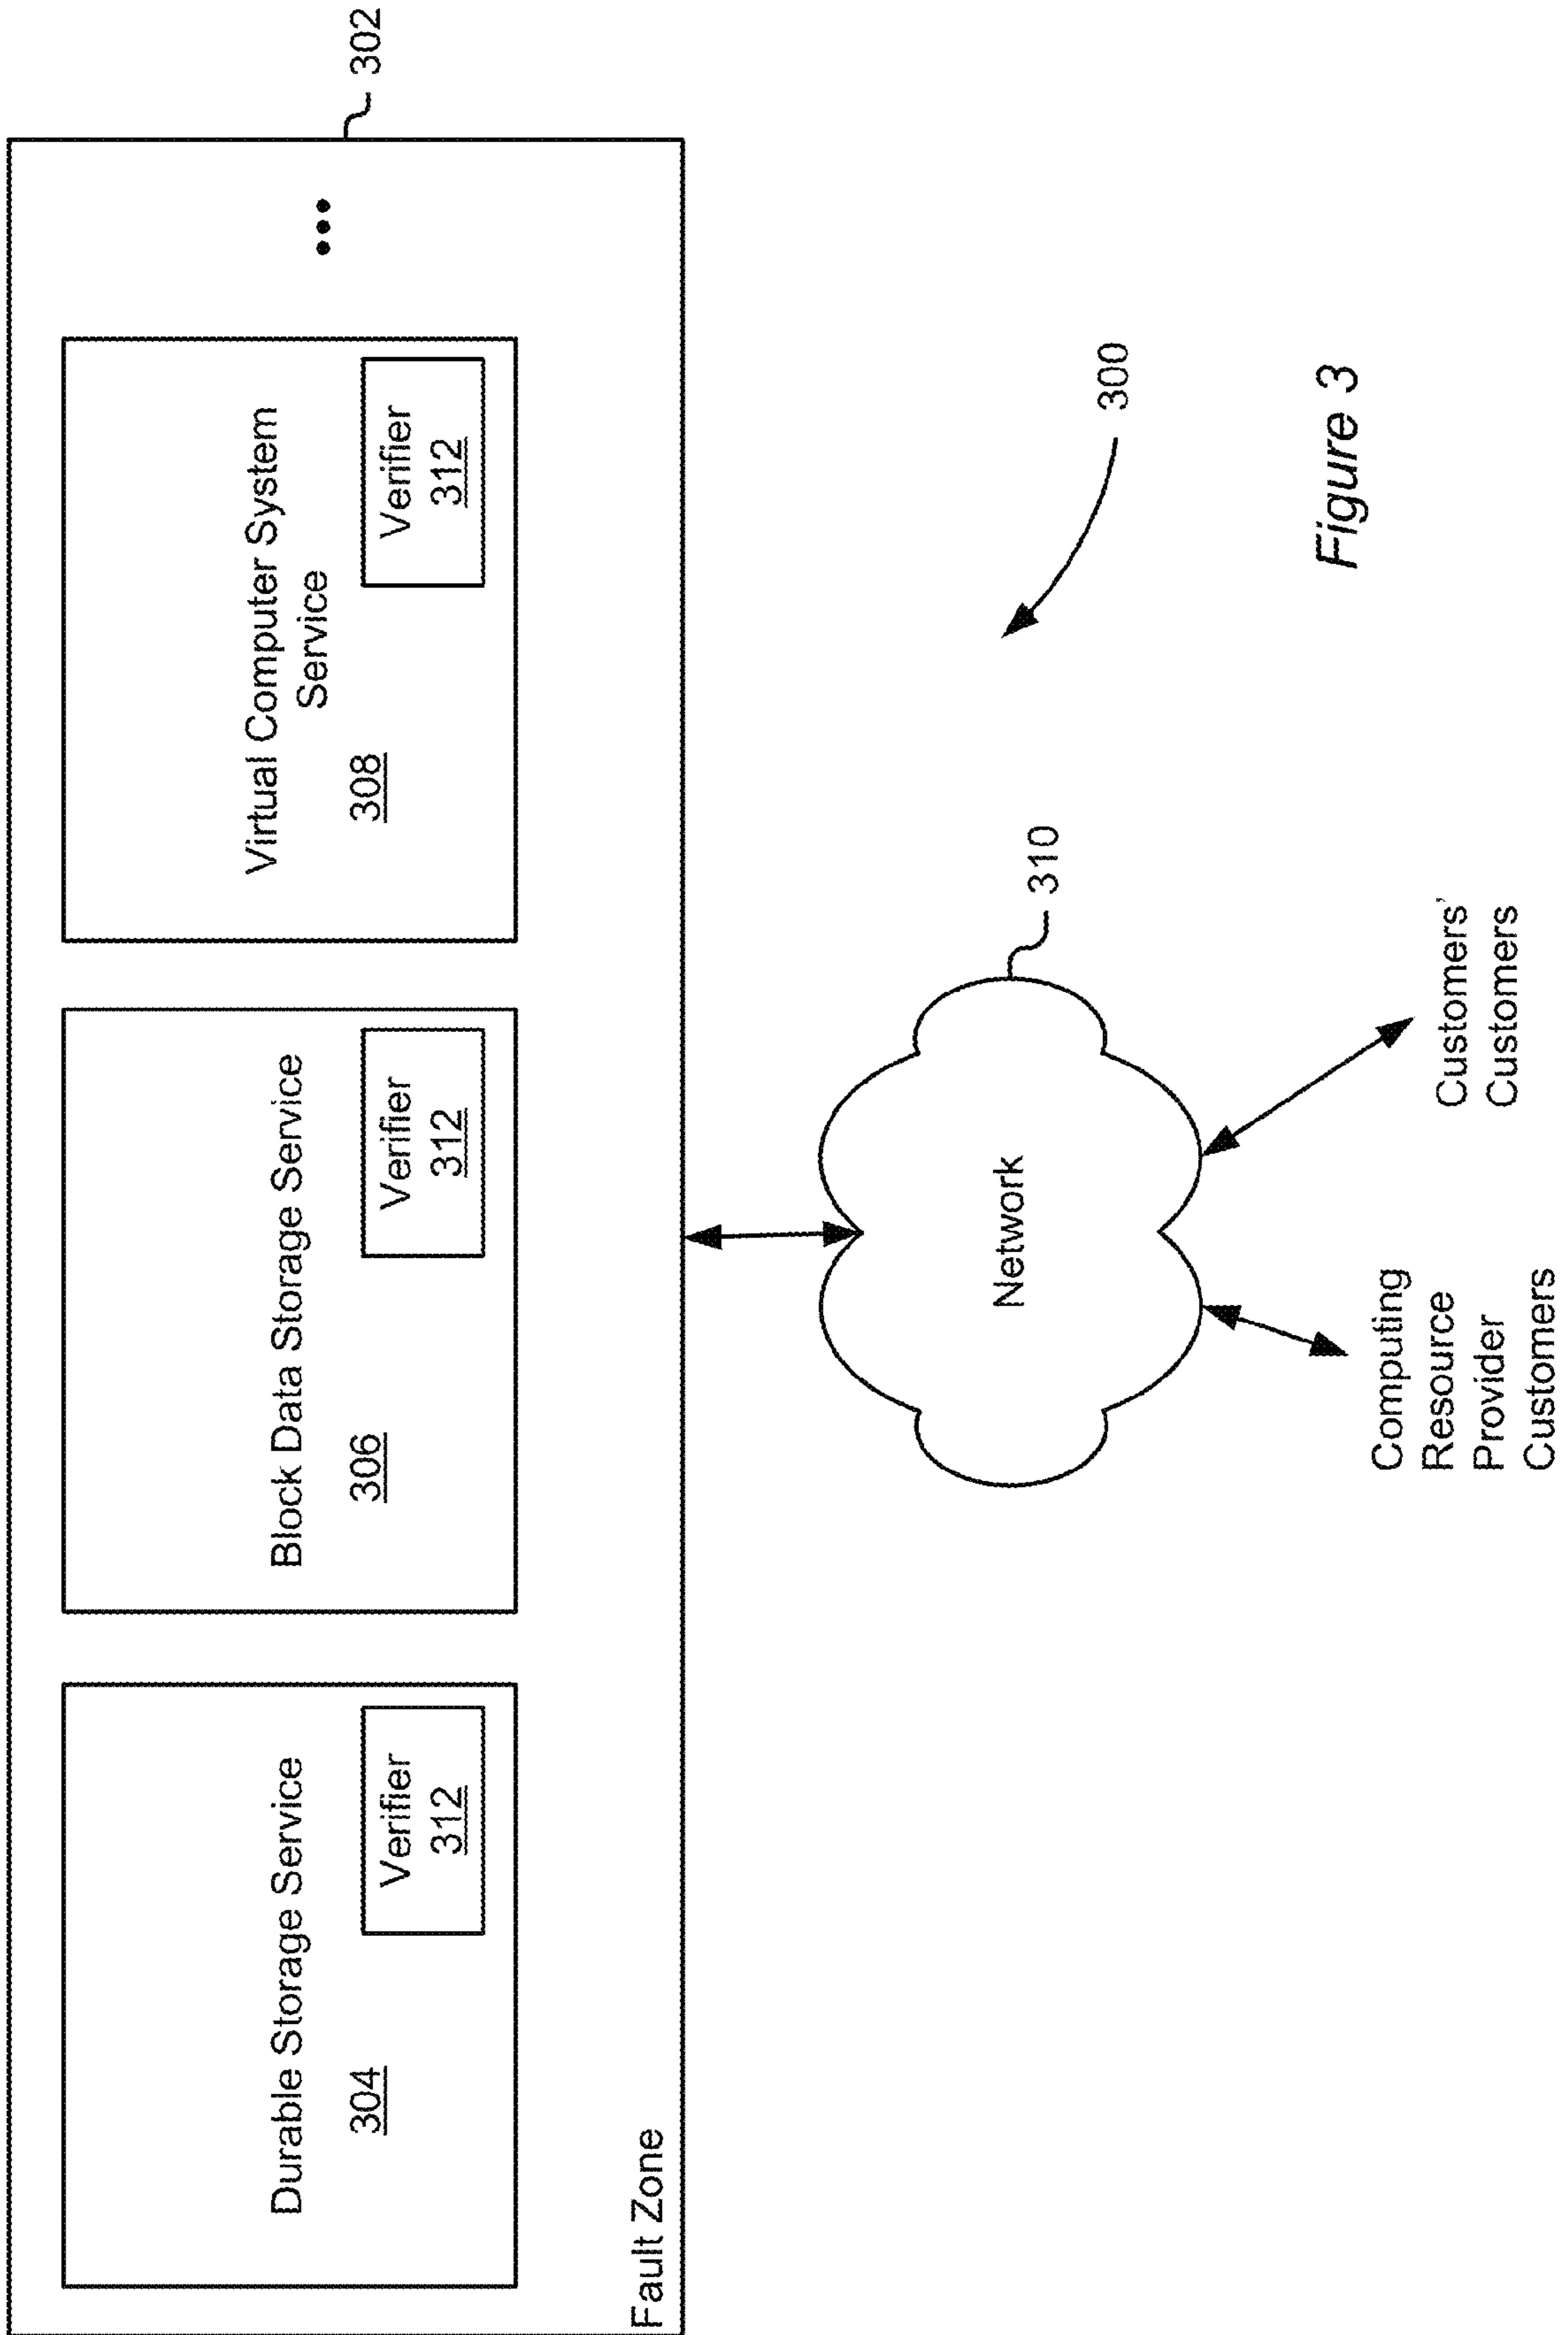 302
Durable Storage Service
304
Verifier
312
Block Data Storage Service
306
Verifier
312
Virtual Computer System
Service
308
Verifier
312
•••
Fault Zone
Network
310
300
Computing
Resource
Provider
Customers
Customers'
Customers
Figure 3